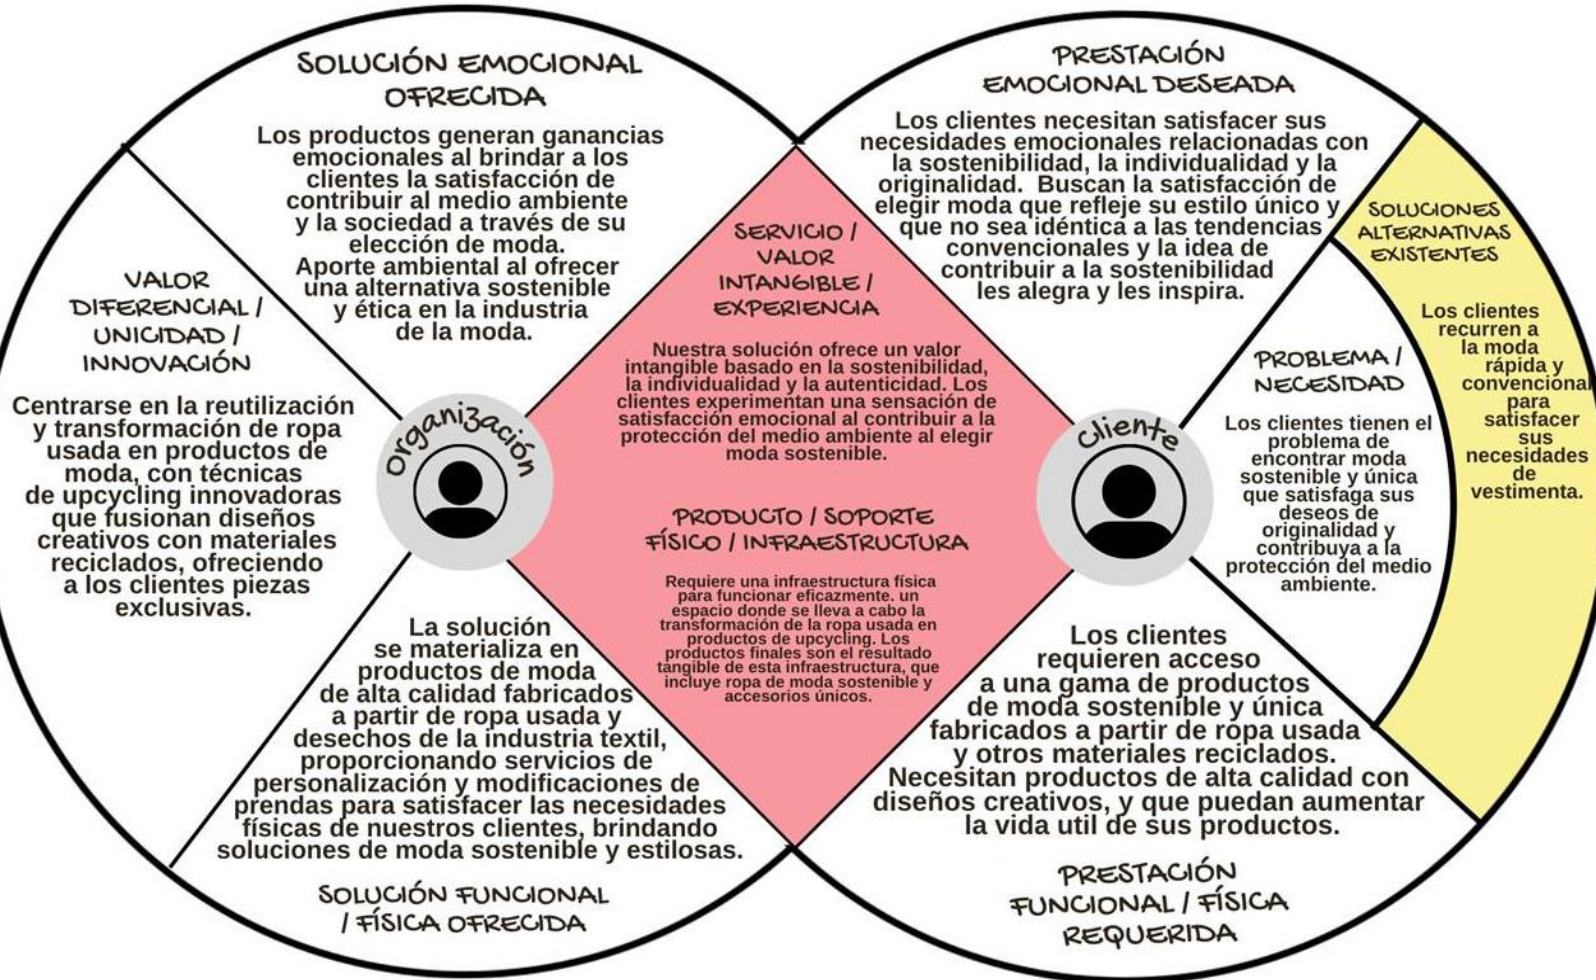 SOLUCIÓN EMOCIONAL
OFRECIDA
Los productos generan ganancias
emocionales al brindar a los
clientes la satisfacción de
contribuir al medio ambiente
y la sociedad a través de su
elección de moda.
Aporte ambiental al ofrecer
una alternativa sostenible
y ética en la industria
de la moda.
VALOR
DIFERENCIAL /
UNICIDAD /
INNOVACIÓN
Centrarse en la reutilización
y transformación de ropa
usada en productos de
moda, con técnicas
de upcycling innovadoras
que fusionan diseños
creativos con materiales
reciclados, ofreciendo
a los clientes piezas
exclusivas.
organización
La solución
se materializa en
productos de moda
de alta calidad fabricados
a partir de ropa usada y
desechos de la industria textil,
proporcionando servicios de
personalización y modificaciones de
prendas para satisfacer las necesidades
físicas de nuestros clientes, brindando
soluciones de moda sostenible y estilosas.
SOLUCIÓN FUNCIONAL
/ FÍSICA OFRECIDA
SERVICIO /
VALOR
INTANGIBLE /
EXPERIENCIA
Nuestra solución ofrece un valor
intangible basado en la sostenibilidad,
la individualidad y la autenticidad. Los
clientes experimentan una sensación de
satisfacción emocional al contribuir a la
protección del medio ambiente al elegir
moda sostenible.
PRODUCTO / SOPORTE
FÍSICO / INFRAESTRUCTURA
Requiere una infraestructura física
para funcionar eficazmente. un
espacio donde se lleva a cabo la
transformación de la ropa usada en
productos de upcycling. Los
productos finales son el resultado
tangible de esta infraestructura, que
incluye ropa de moda sostenible y
accesorios únicos.
PRESTACIÓN
EMOCIONAL DESEADA
Los clientes necesitan satisfacer sus
necesidades emocionales relacionadas con
la sostenibilidad, la individualidad y la
originalidad. Buscan la satisfacción de
elegir moda que refleje su estilo único y
que no sea idéntica a las tendencias
convencionales y la idea de
contribuir a la sostenibilidad
les alegra y les inspira.
cliente
PROBLEMA /
NECESIDAD
Los clientes tienen el
problema de
encontrar moda
sostenible y única
que satisfaga sus
deseos de
originalidad y
contribuya a la
protección del medio
ambiente.
SOLUCIONES
ALTERNATIVAS
EXISTENTES
Los clientes
recurren a
la moda
rápida y
convencional
para
satisfacer
sus
necesidades
de
vestimenta.
Los clientes
requieren acceso
a una gama de productos
de moda sostenible y única
fabricados a partir de ropa usada
y otros materiales reciclados.
Necesitan productos de alta calidad con
diseños creativos, y que puedan aumentar
la vida util de sus productos.
PRESTACIÓN
FUNCIONAL / FÍSICA
REQUERIDA